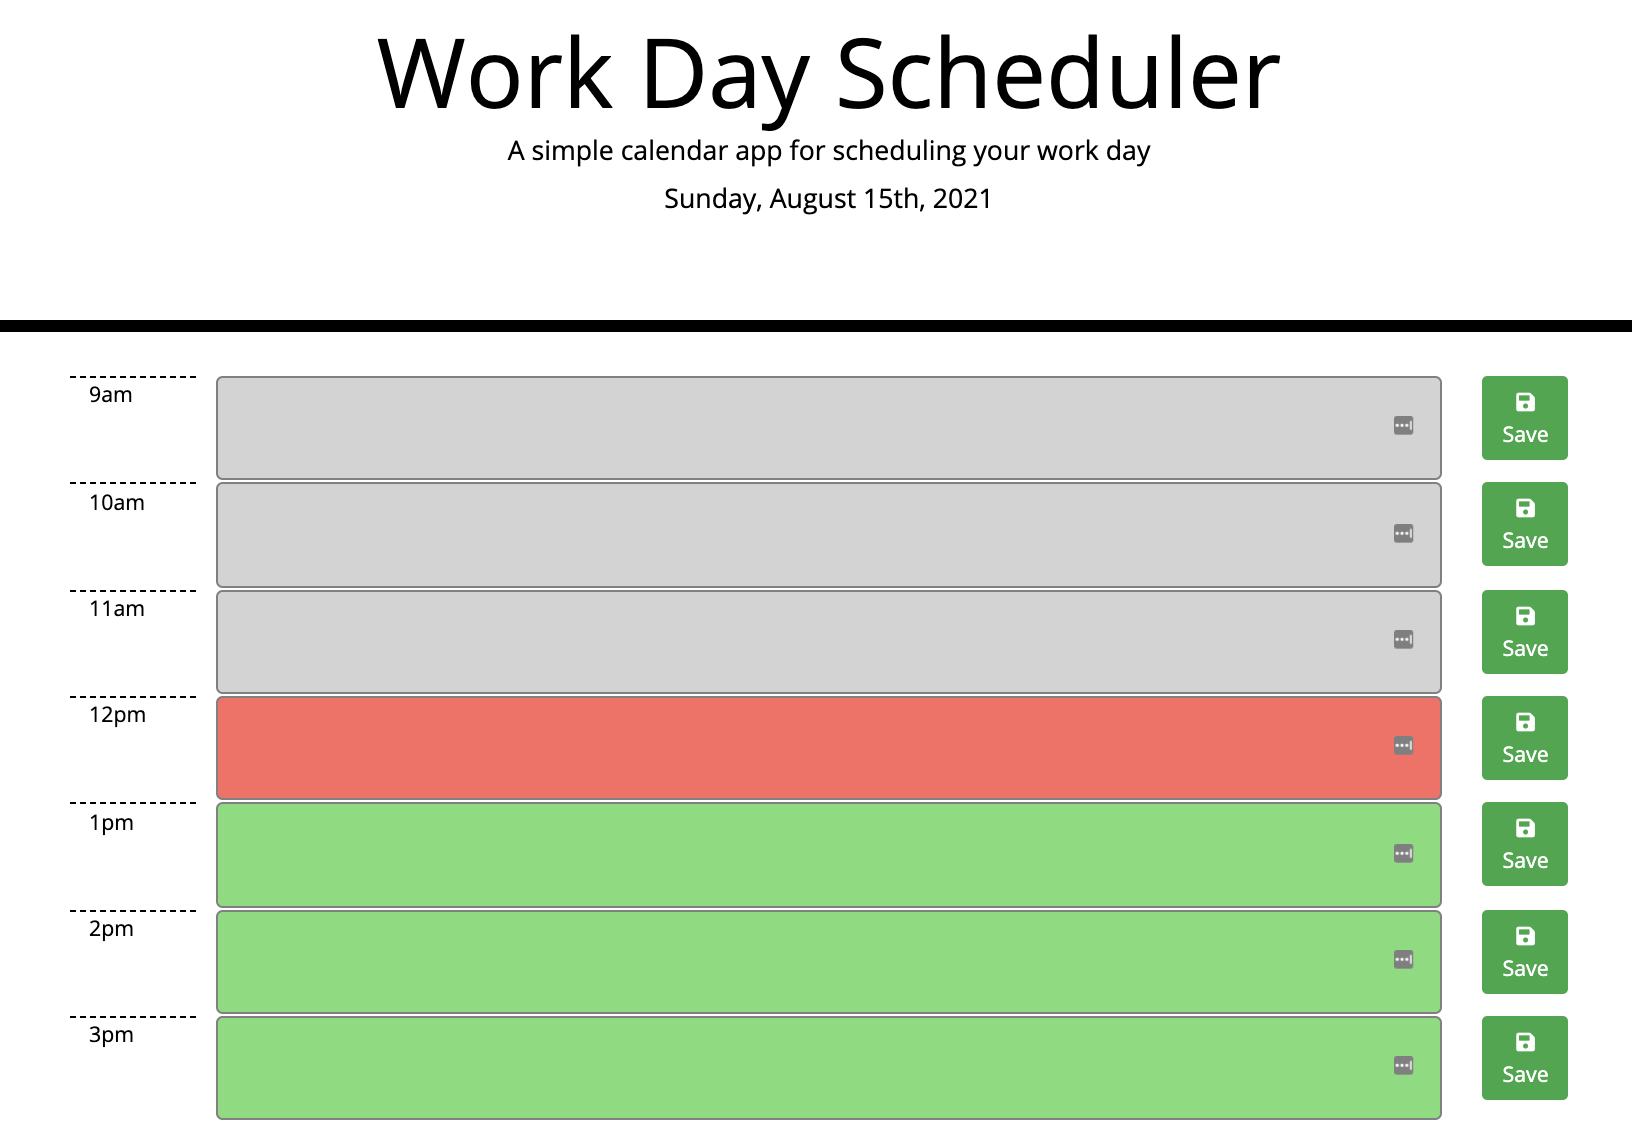 Work Day Scheduler
A simple calendar app for scheduling your work day
Sunday, August 15th, 2021
9am
Save
10am
Save
11am
Save
12pm
Save
1pm
Save
2pm
Save
3pm
Save